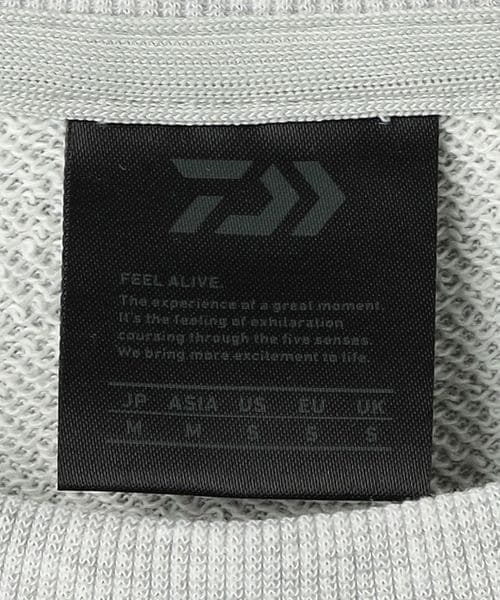 FEEL ALIVE.
The experience of a great moment.
It's the feeling of exhilaration
coursing through the five senses.
We bring more excitement to life.
JP ASIA US EU UK
M M S S S